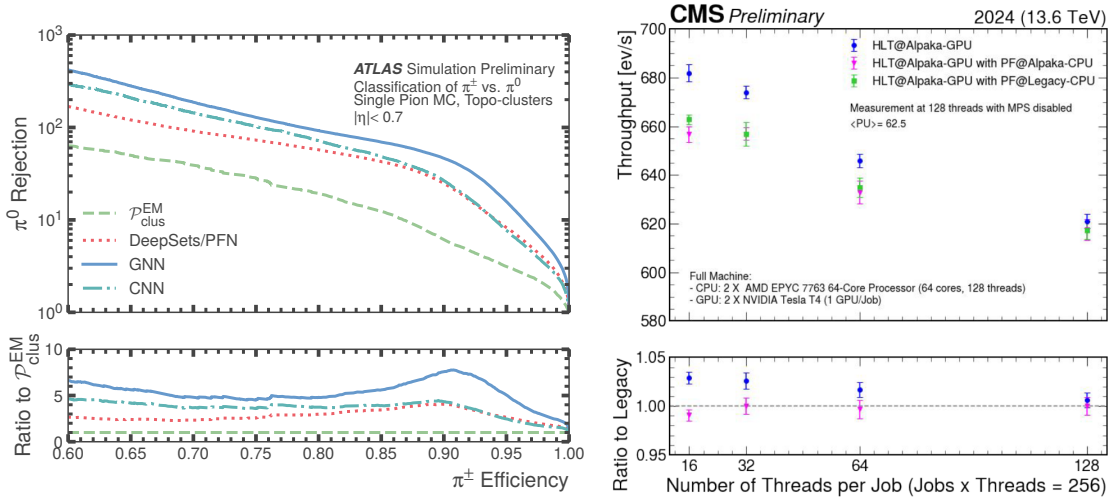 10³
10²
10¹
10⁰
π⁰ Rejection
ATLAS Simulation Preliminary
Classification of π± vs. π⁰
Single Pion MC, Topo-clusters
|η|< 0.7
𝒫ᴱᴹclus
DeepSets/PFN
GNN
CNN
10
5
0
Ratio to 𝒫ᴱᴹclus
0.60 0.65 0.70 0.75 0.80 0.85 0.90 0.95 1.00
π± Efficiency
CMS Preliminary
2024 (13.6 TeV)
700
680
660
640
620
600
580
Throughput [ev/s]
HLT@Alpaka-GPU
HLT@Alpaka-GPU with PF@Alpaka-CPU
HLT@Alpaka-GPU with PF@Legacy-CPU
Measurement at 128 threads with MPS disabled
<PU>= 62.5
Full Machine:
- CPU: 2 X AMD EPYC 7763 64-Core Processor (64 cores, 128 threads)
- GPU: 2 X NVIDIA Tesla T4 (1 GPU/Job)
1.05
1.00
0.95
Ratio to Legacy
16 32 64 128
Number of Threads per Job (Jobs x Threads = 256)